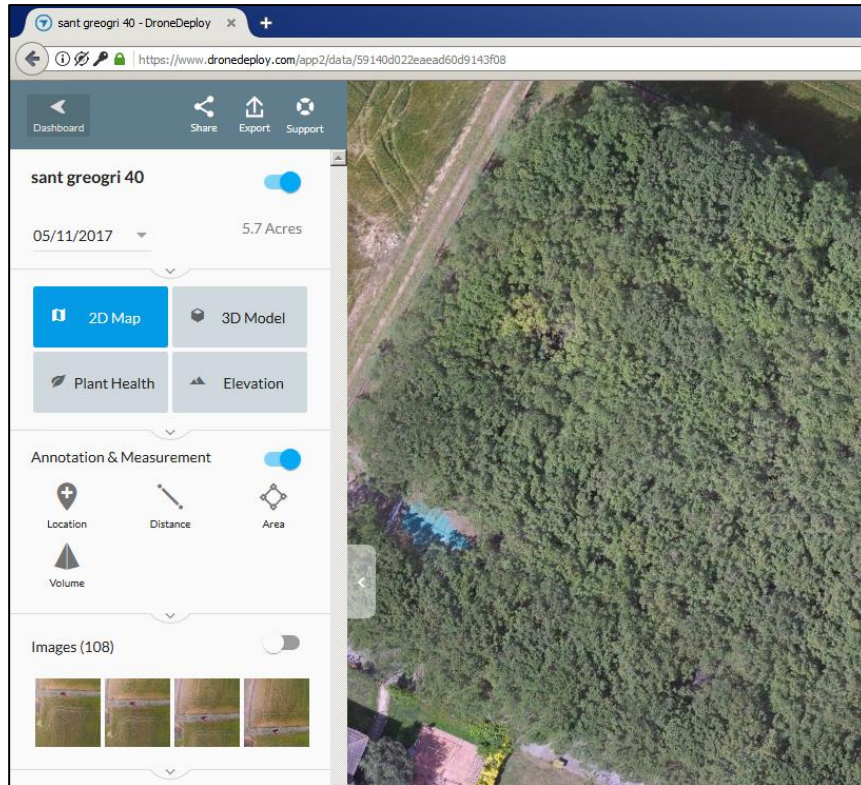 sant greogri 40 - DroneDeploy
https://www.dronedeploy.com/app2/data/59140d022eaead60d9143f08
Dashboard Share Export Support
sant greogri 40
05/11/2017 5.7 Acres
2D Map 3D Model
Plant Health Elevation
Annotation & Measurement
Location Distance Area
Volume
Images (108)